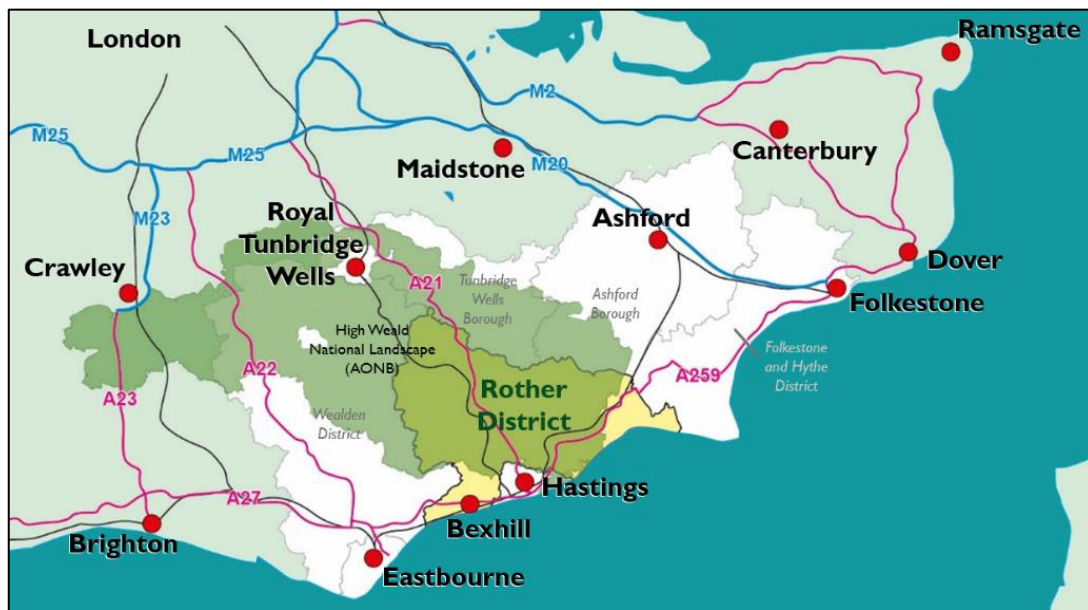 London
Ramsgate
M2
M25
M25
Canterbury
Maidstone
M20
M23
Royal
Tunbridge
Wells
Ashford
Crawley
Dover
A21
Tunbridge
Wells
Borough
Ashford
Borough
Folkestone
High Weald
National Landscape
(AONB)
Folkestone
and Hythe
District
A22
A259
A23
Rother
District
Wealden
District
Hastings
A27
Bexhill
Brighton
Eastbourne